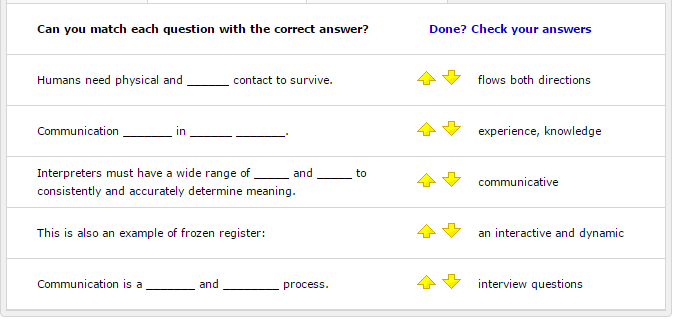 Can you match each question with the correct answer? Done? Check your answers
Humans need physical and ______ contact to survive. flows both directions
Communication _______ in ______ _______. experience, knowledge
Interpreters must have a wide range of _____ and _____ to
consistently and accurately determine meaning. communicative
This is also an example of frozen register: an interactive and dynamic
Communication is a _______ and ________ process. interview questions